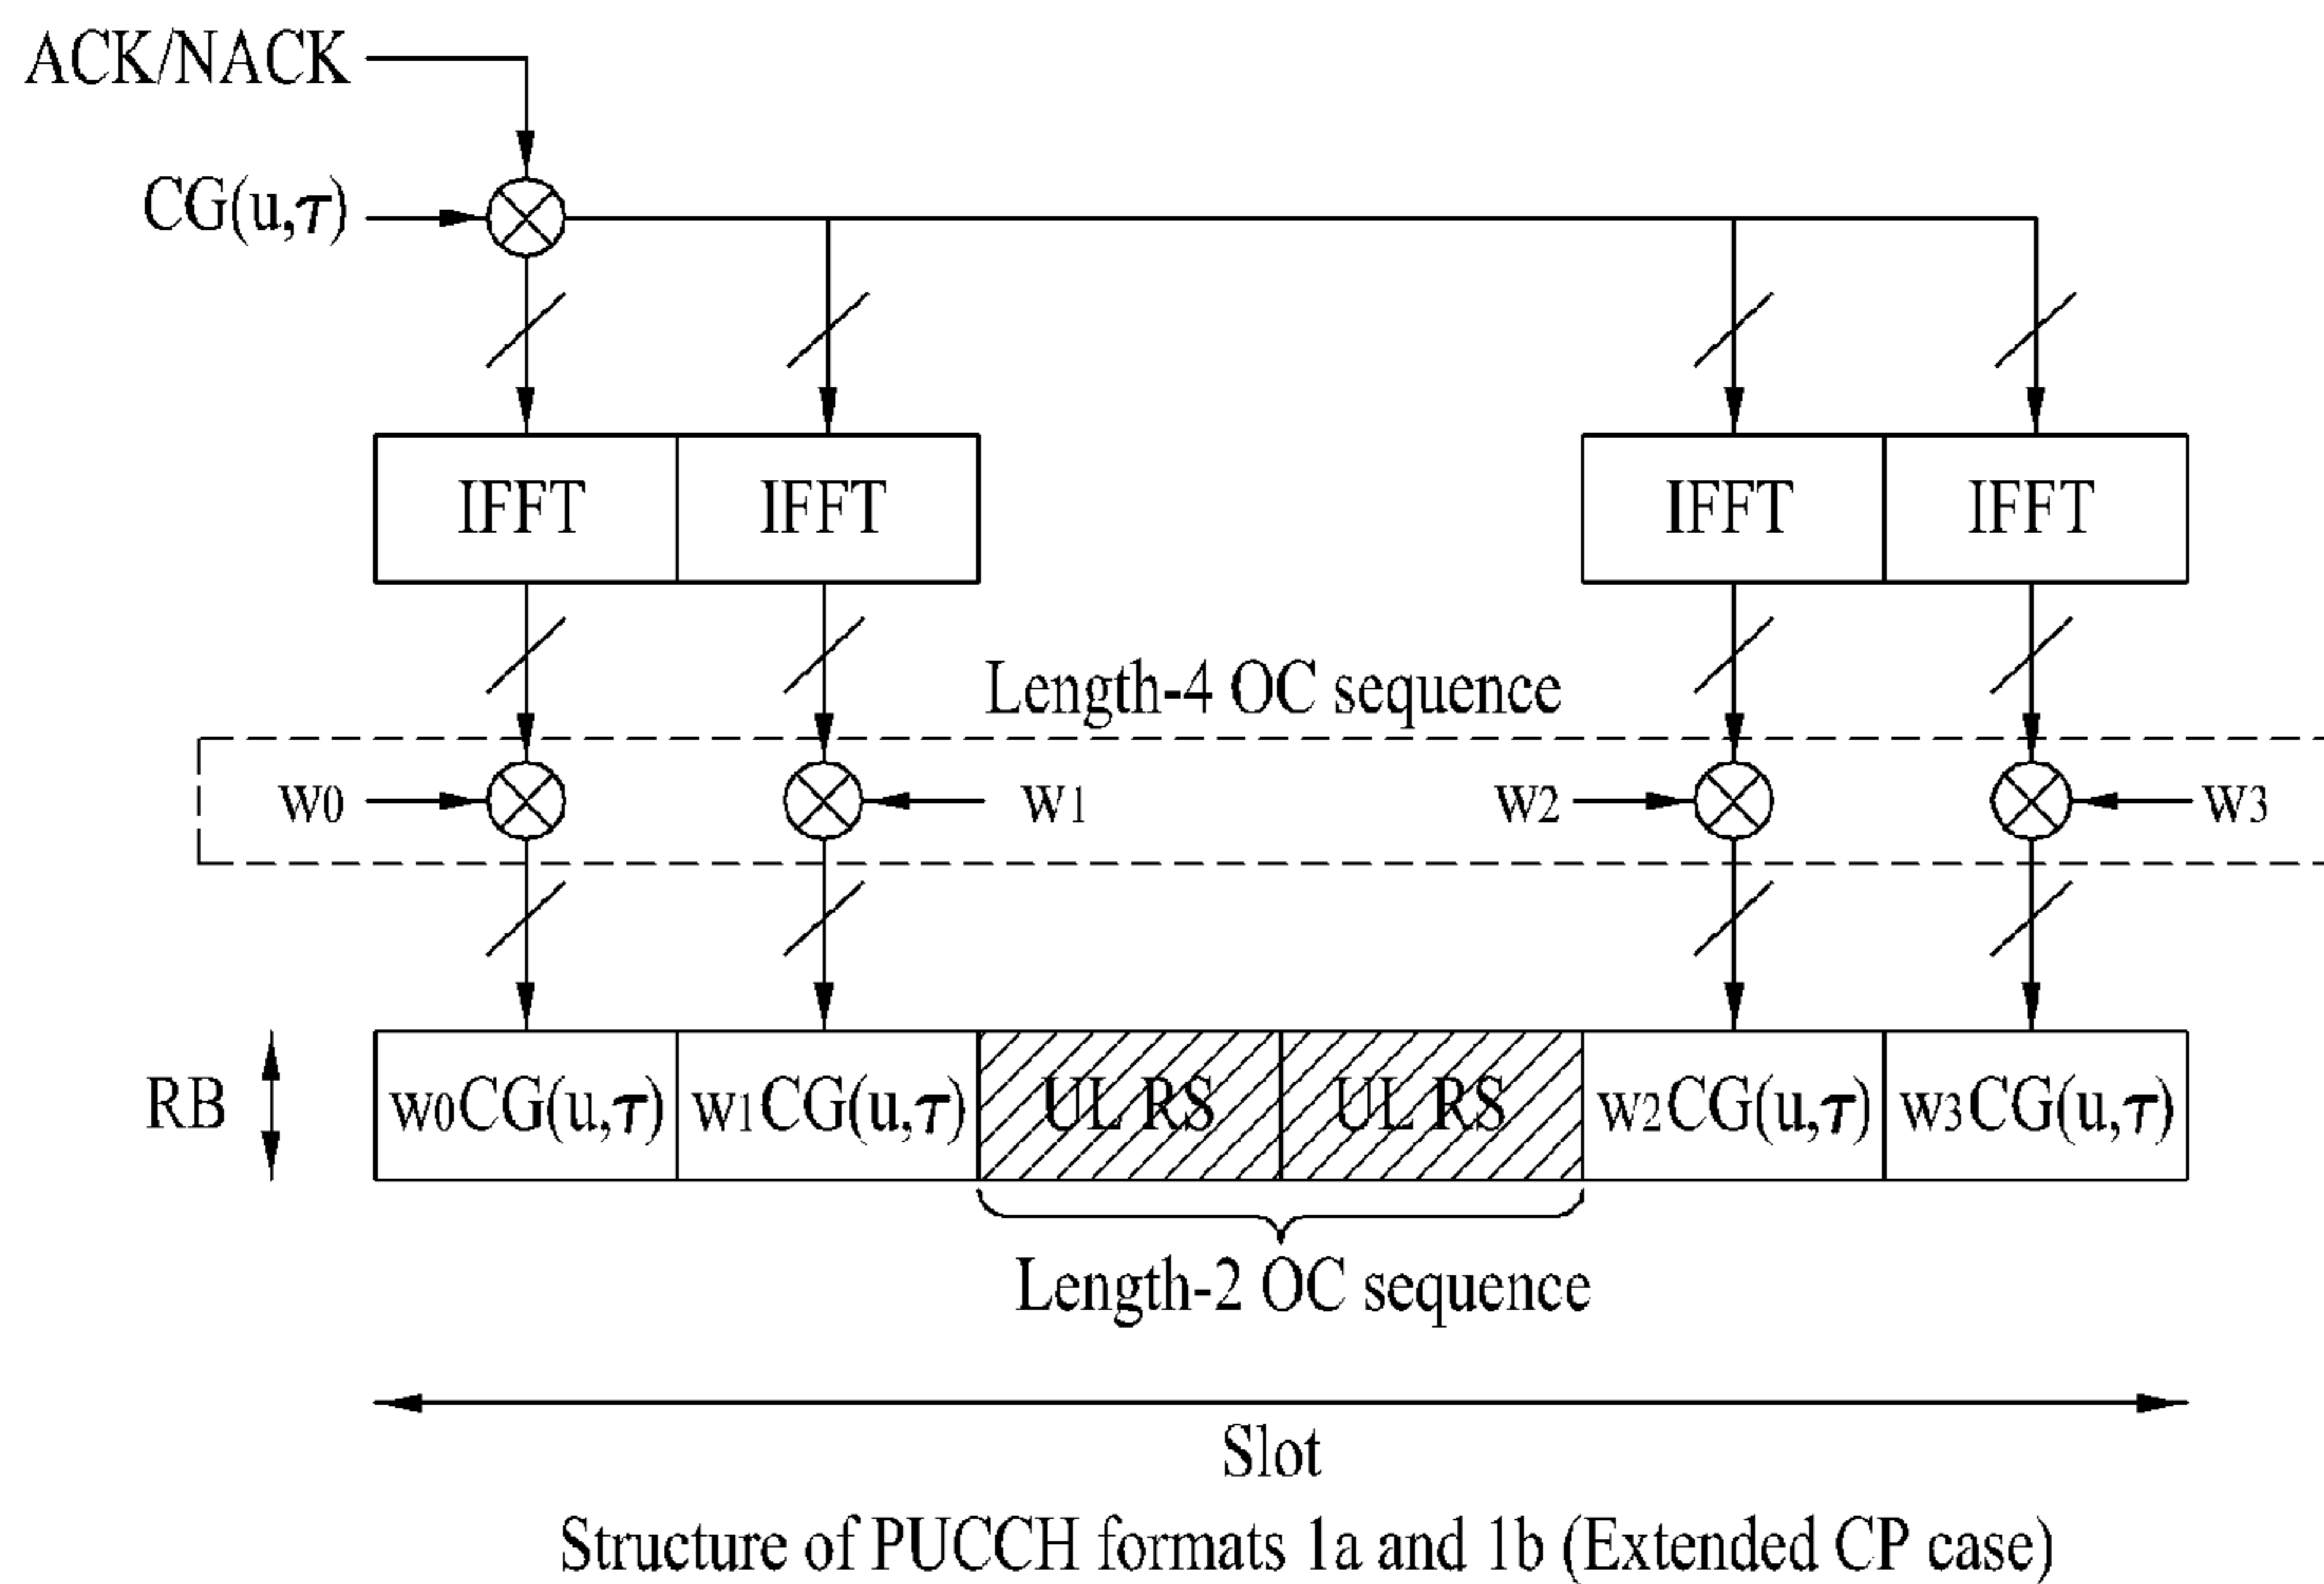 ACK/NACK
CG(u,τ)
IFFT IFFT IFFT IFFT
Length-4 OC sequence
w0 w1 w2 w3
RB w0CG(u,τ) w1CG(u,τ) UL RS UL RS w2CG(u,τ) w3CG(u,τ)
Length-2 OC sequence
Slot
Structure of PUCCH formats 1a and 1b (Extended CP case)